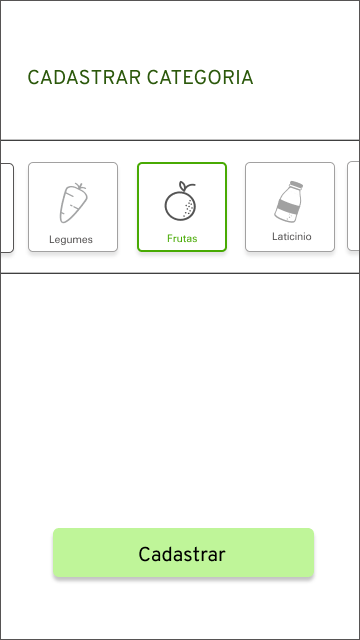 CADASTRAR CATEGORIA
Legumes
Frutas
Laticinio
Cadastrar